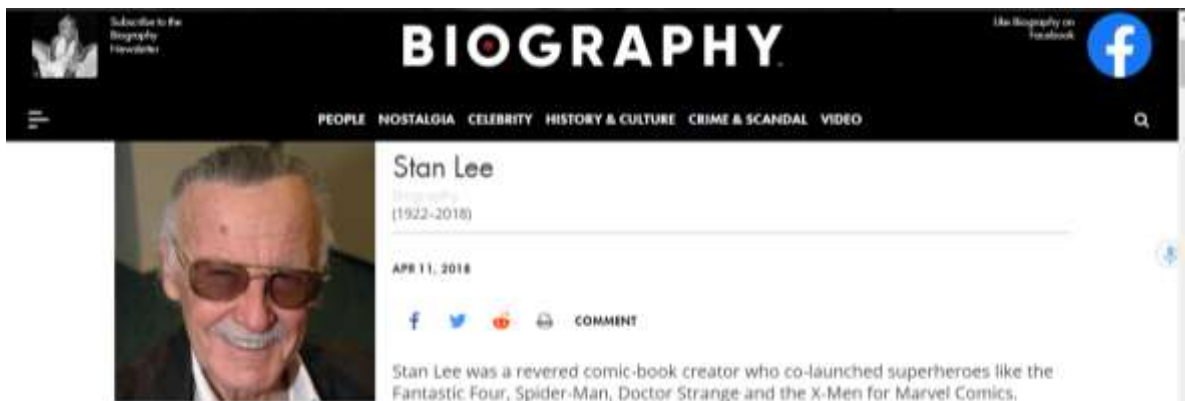 Subscribe to the
Biography
Newsletter
BIOGRAPHY
Like Biography on
Facebook
PEOPLE NOSTALGIA CELEBRITY HISTORY & CULTURE CRIME & SCANDAL VIDEO
Stan Lee
Biography
(1922–2018)
APR 11, 2018
COMMENT
Stan Lee was a revered comic-book creator who co-launched superheroes like the
Fantastic Four, Spider-Man, Doctor Strange and the X-Men for Marvel Comics.